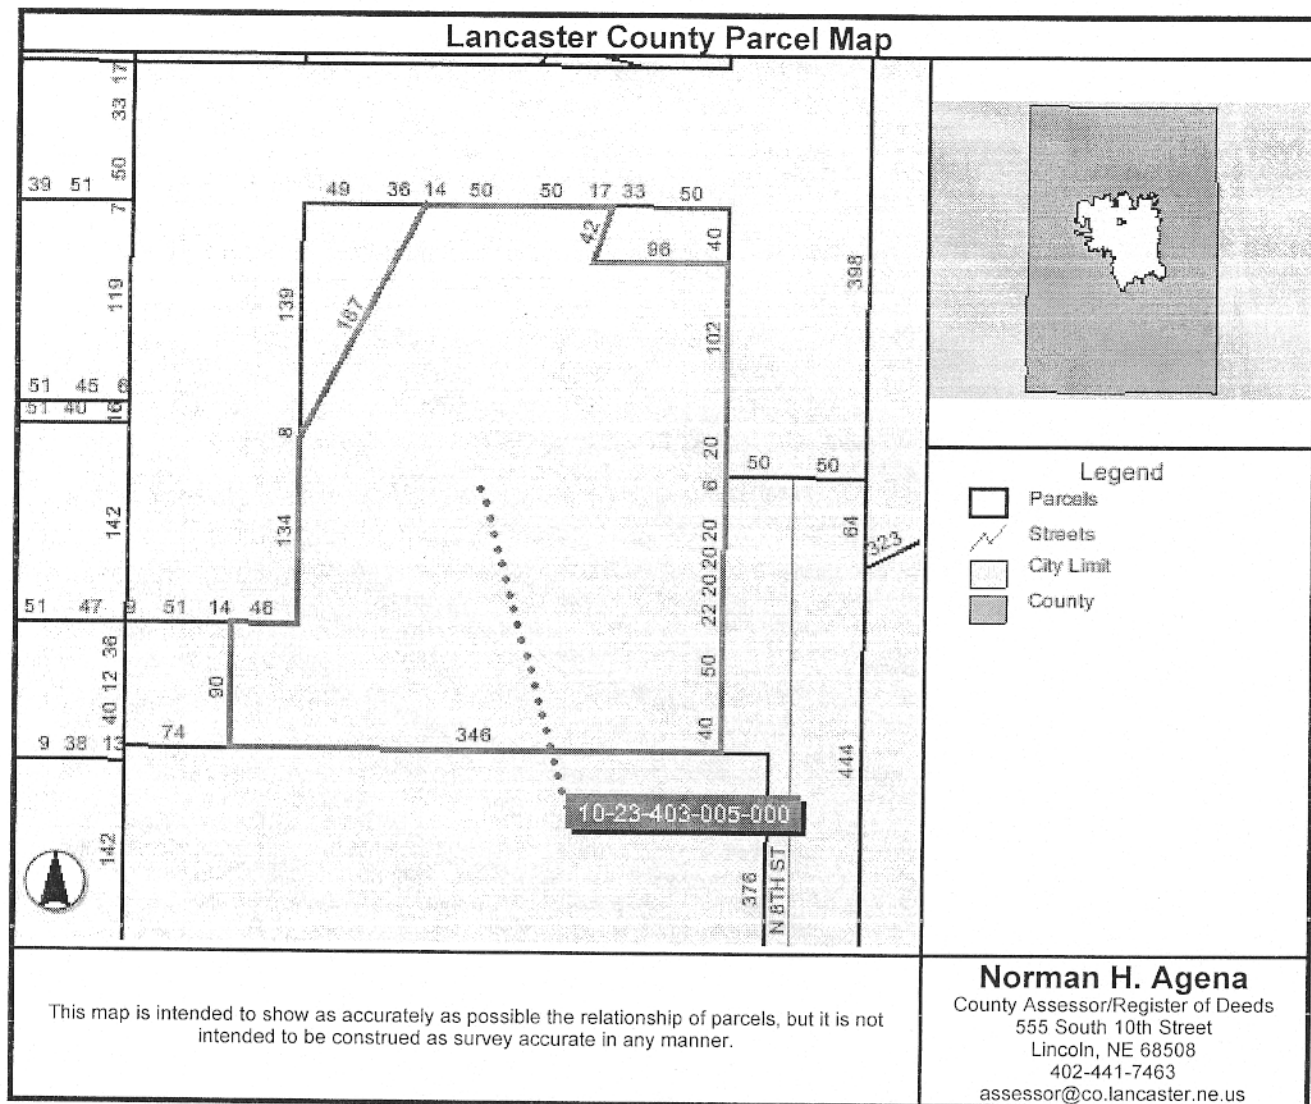 Lancaster County Parcel Map
17
33
50
39 51
7
49 36 14 50 50 17 33 50
42
96
40
398
119
139
187
102
51 45 6
51 40 16
8
20
50 50
6
142
134
20
20
20
22
64
323
51 47 9 51 14 46
36
12
40
90
50
9 38 13
74
346
40
444
10-23-403-005-000
142
376
N 8TH ST
Legend
Parcels
Streets
City Limit
County
This map is intended to show as accurately as possible the relationship of parcels, but it is not
intended to be construed as survey accurate in any manner.
Norman H. Agena
County Assessor/Register of Deeds
555 South 10th Street
Lincoln, NE 68508
402-441-7463
assessor@co.lancaster.ne.us